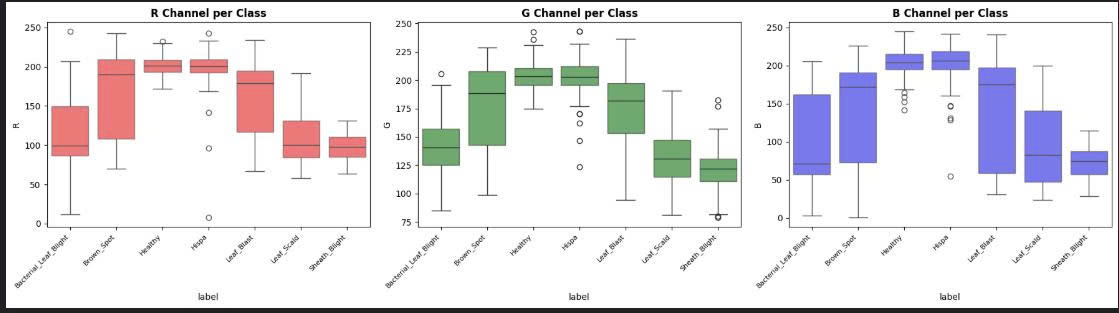 R Channel per Class
250
200
150
100
50
0
R
Bacterial_Leaf_Blight
Brown_Spot
Healthy
Hispa
Leaf_Blast
Leaf_Scald
Sheath_Blight
label
G Channel per Class
250
225
200
175
150
125
100
75
G
Bacterial_Leaf_Blight
Brown_Spot
Healthy
Hispa
Leaf_Blast
Leaf_Scald
Sheath_Blight
label
B Channel per Class
250
200
150
100
50
0
B
Bacterial_Leaf_Blight
Brown_Spot
Healthy
Hispa
Leaf_Blast
Leaf_Scald
Sheath_Blight
label